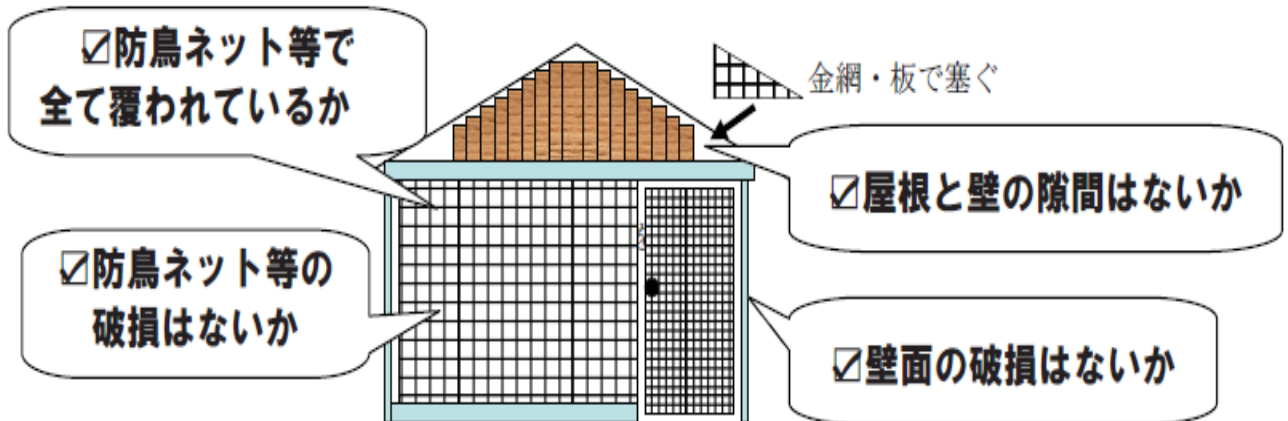 ☑防鳥ネット等で
全て覆われているか
金網・板で塞ぐ
☑屋根と壁の隙間はないか
☑防鳥ネット等の
破損はないか
☑壁面の破損はないか